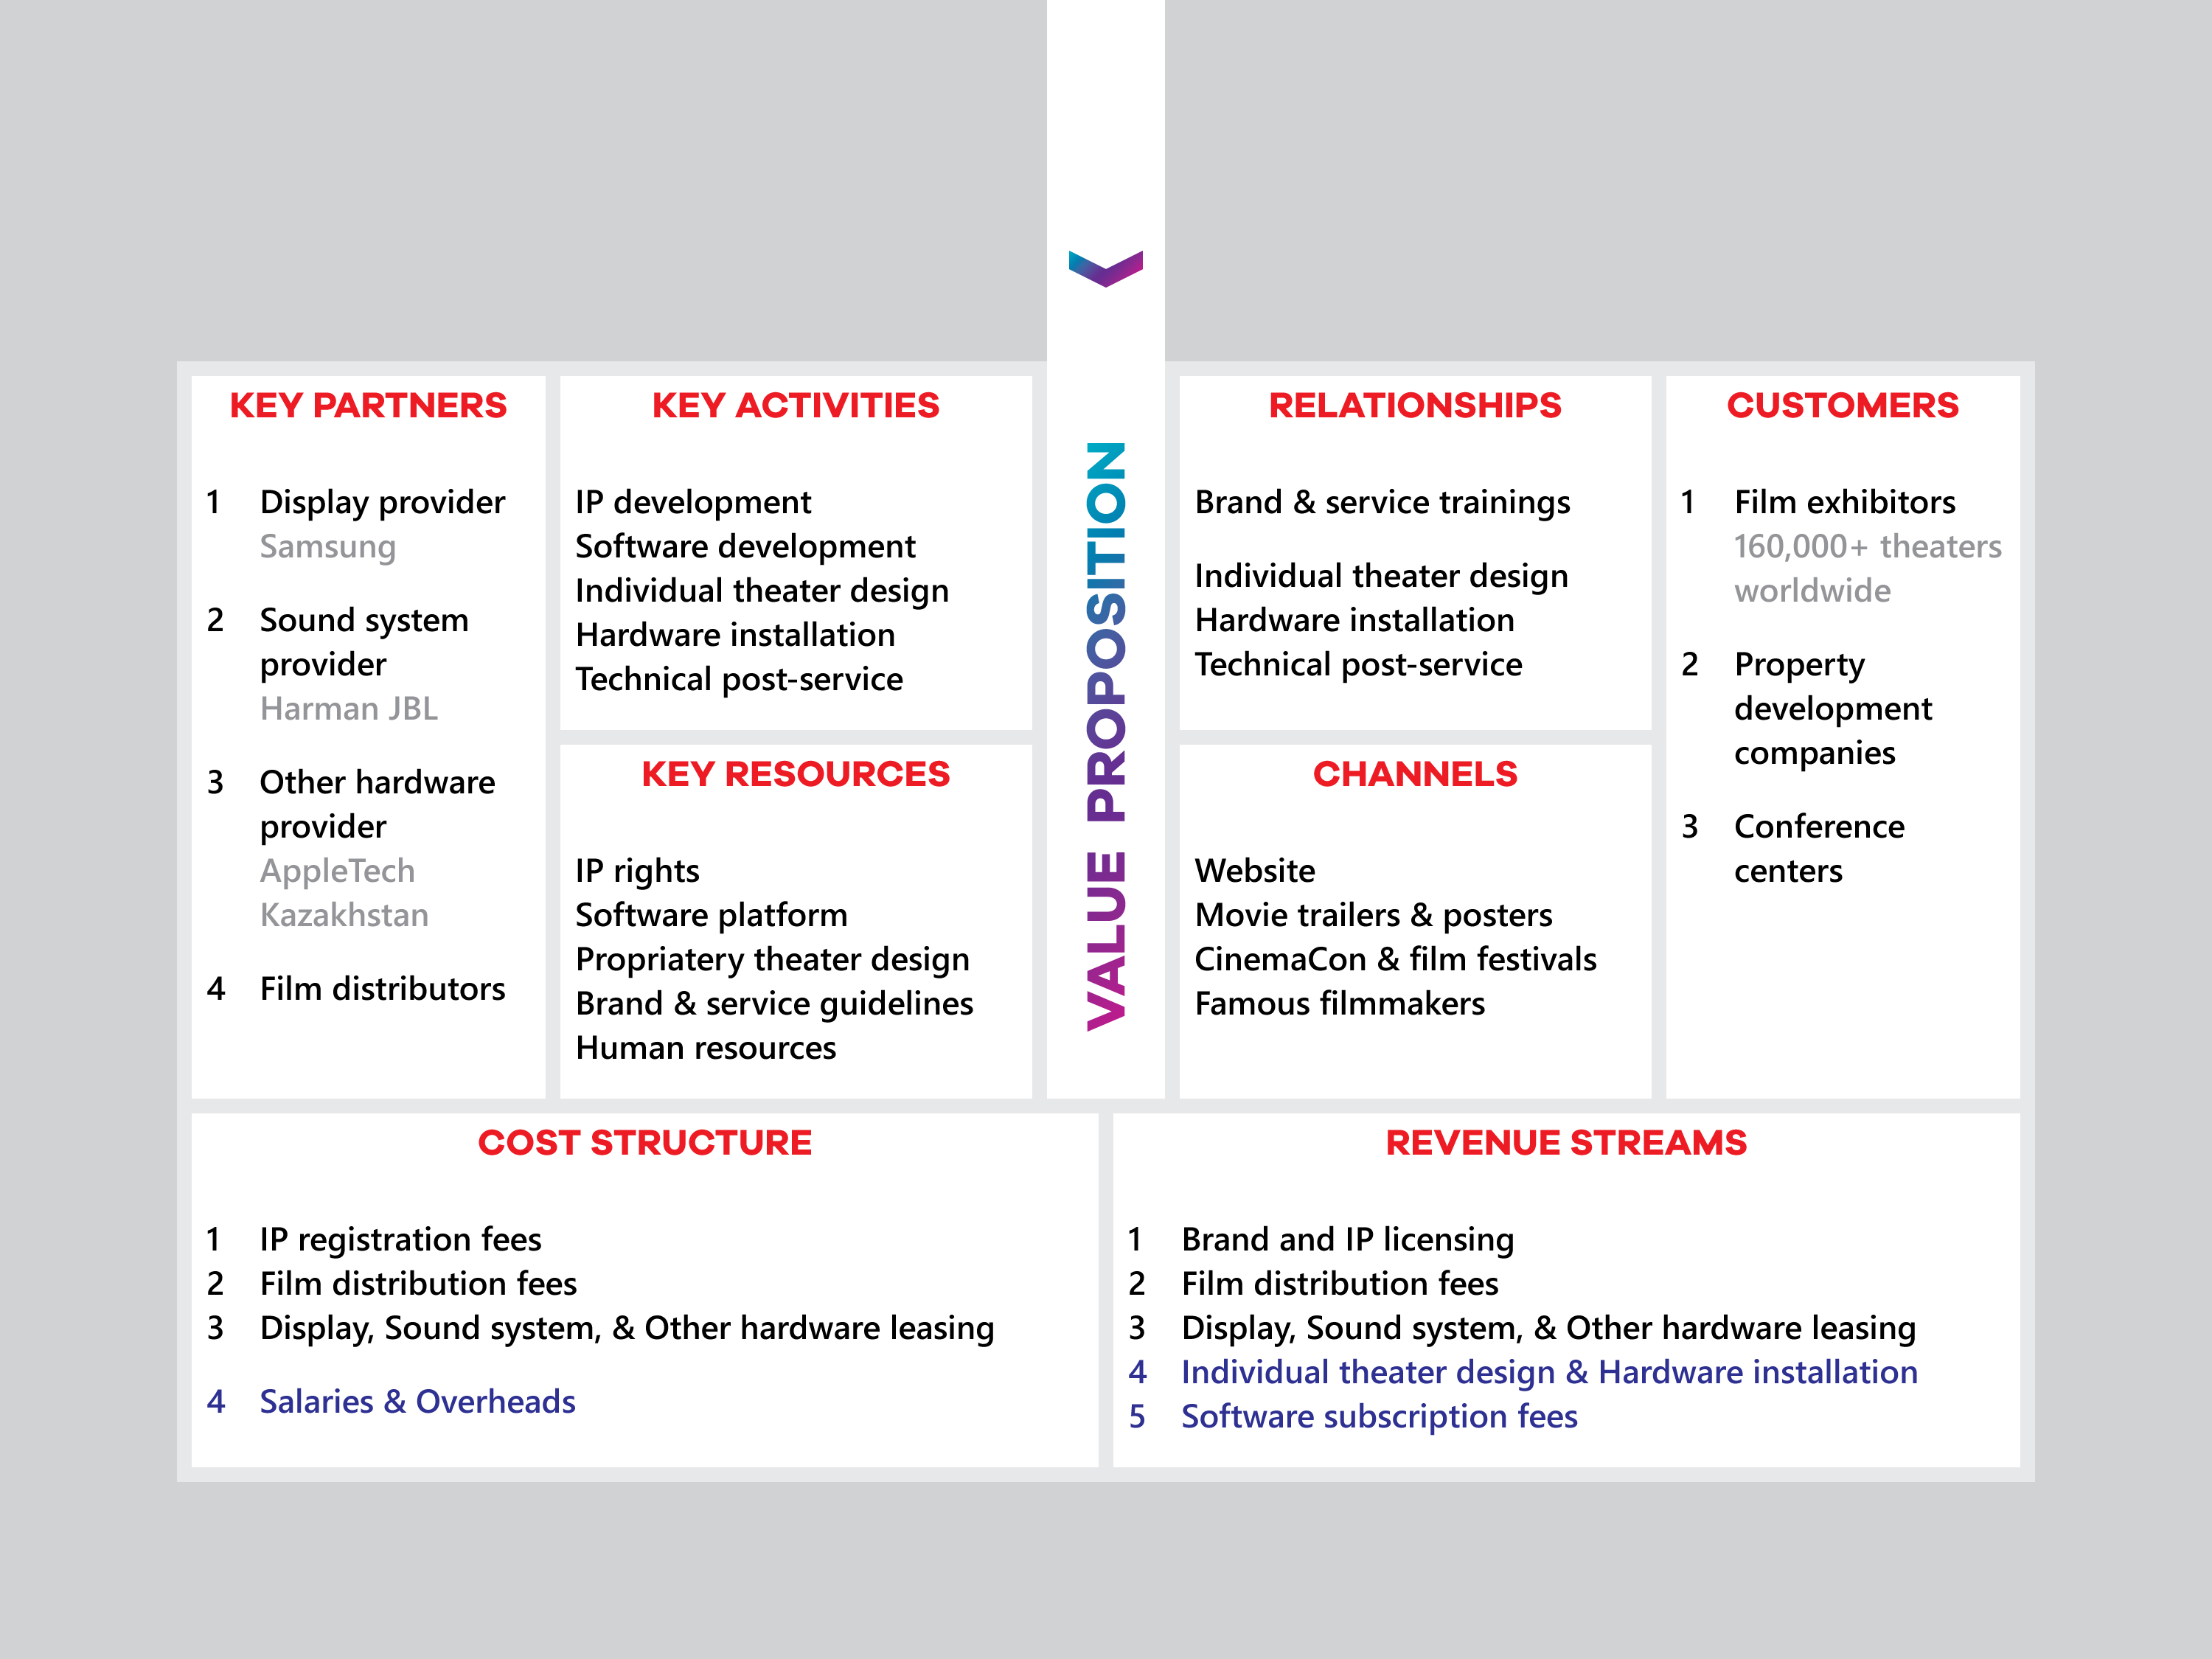 KEY PARTNERS
1 Display provider
Samsung
2 Sound system
provider
Harman JBL
3 Other hardware
provider
AppleTech
Kazakhstan
4 Film distributors
KEY ACTIVITIES
IP development
Software development
Individual theater design
Hardware installation
Technical post-service
KEY RESOURCES
IP rights
Software platform
Propriatery theater design
Brand & service guidelines
Human resources
VALUE PROPOSITION
RELATIONSHIPS
Brand & service trainings
Individual theater design
Hardware installation
Technical post-service
CHANNELS
Website
Movie trailers & posters
CinemaCon & film festivals
Famous filmmakers
CUSTOMERS
1 Film exhibitors
160,000+ theaters
worldwide
2 Property
development
companies
3 Conference
centers
COST STRUCTURE
1 IP registration fees
2 Film distribution fees
3 Display, Sound system, & Other hardware leasing
4 Salaries & Overheads
REVENUE STREAMS
1 Brand and IP licensing
2 Film distribution fees
3 Display, Sound system, & Other hardware leasing
4 Individual theater design & Hardware installation
5 Software subscription fees